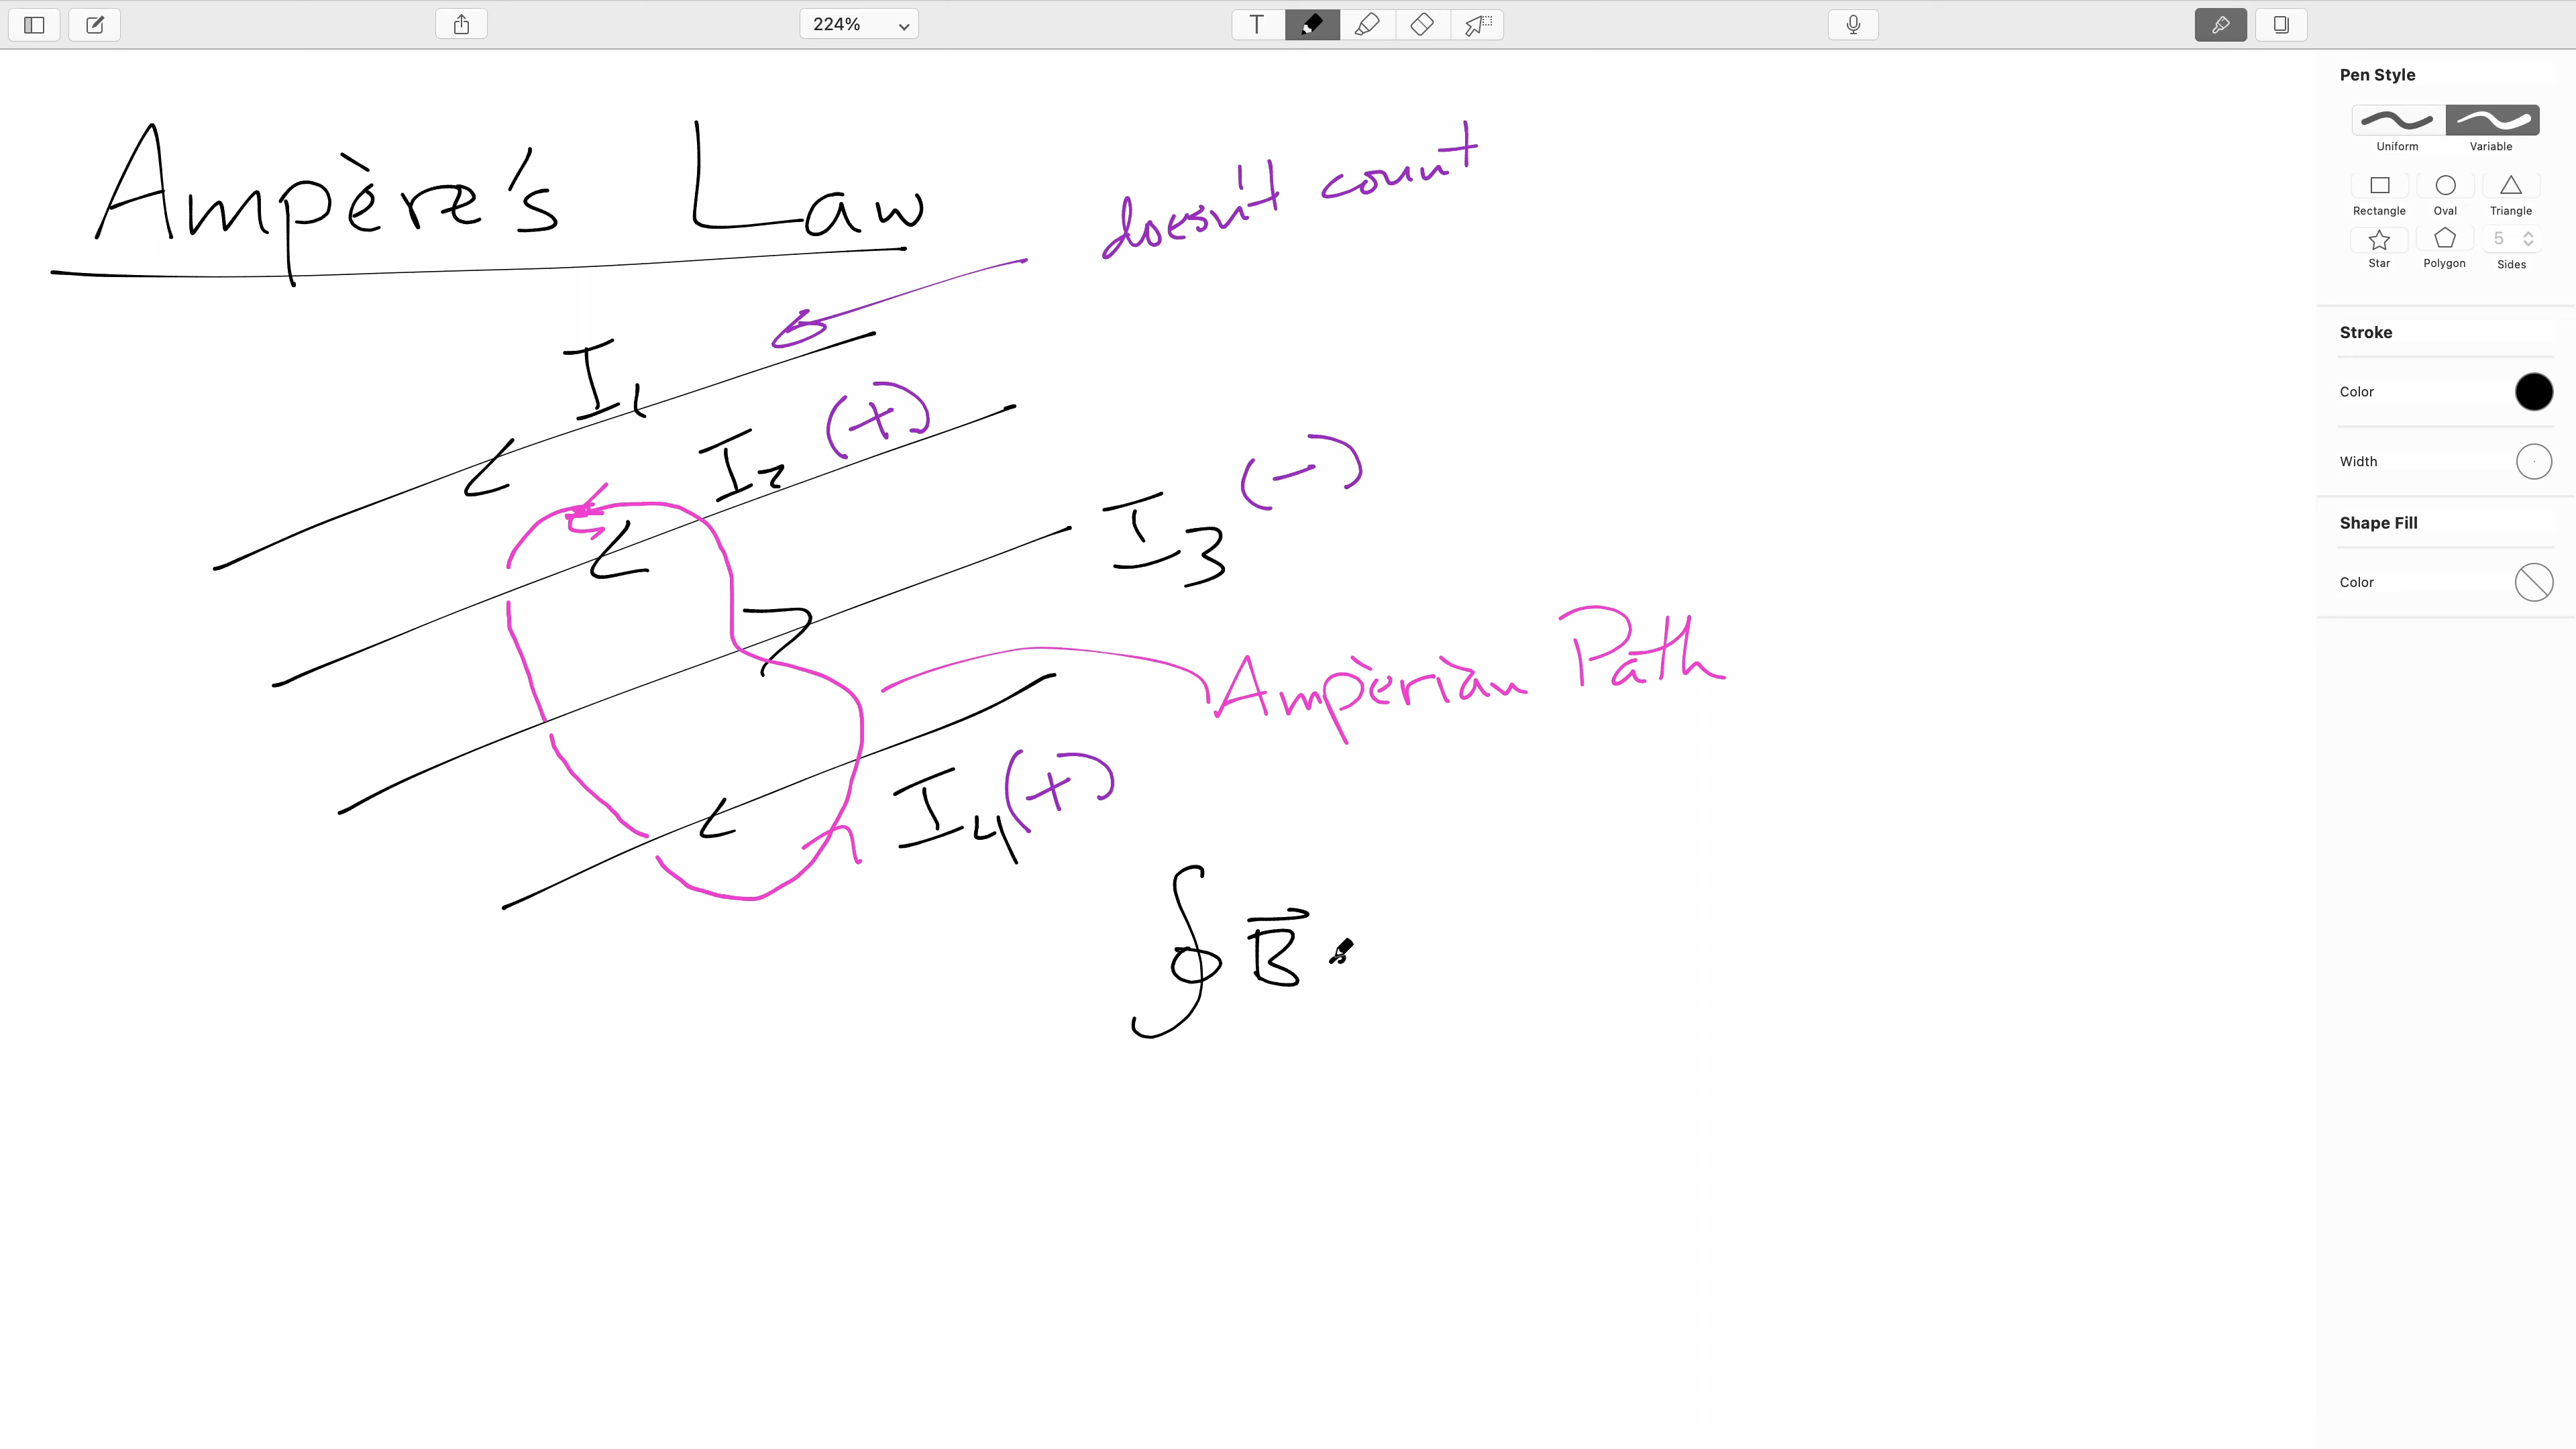 224%
T
Pen Style
Uniform
Variable
Rectangle
Oval
Triangle
5
Star
Polygon
Sides
Stroke
Color
Width
Shape Fill
Color
Ampère's Law
doesn't count
I₁
I₂ (+)
I₃ (-)
Ampèrian Path
I₄ (+)
∮ B⃗ ·